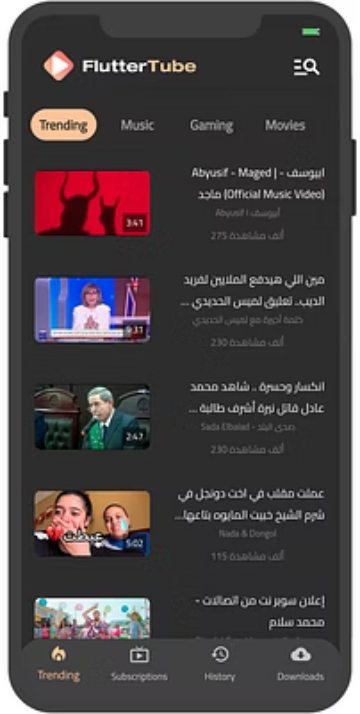 FlutterTube
Trending
Music
Gaming
Movies
ابيوسف - | Abyusif - Maged
(Official Music Video) ماجد
Abyusif | أبيوسف
275 ألف مشاهدة
3:41
مين اللي هيدفع الملايين لفريد
الديب.. تعليق لميس الحديدي ...
كلمة أخيرة مع لميس الحديدي
230 ألف مشاهدة
9:31
انكسار وحسرة .. شاهد محمد
عادل قاتل نيرة أشرف طالبة ...
Sada Elbalad - صدى البلد
230 ألف مشاهدة
2:47
عملت مقلب في اخت دونجل في
شرم الشيخ خبيت المايوه بتاعها...
Nada & Dongol
115 ألف مشاهدة
عيطت
5:02
إعلان سوبر نت من اتصالات -
محمد سلام
Trending
Subscriptions
History
Downloads